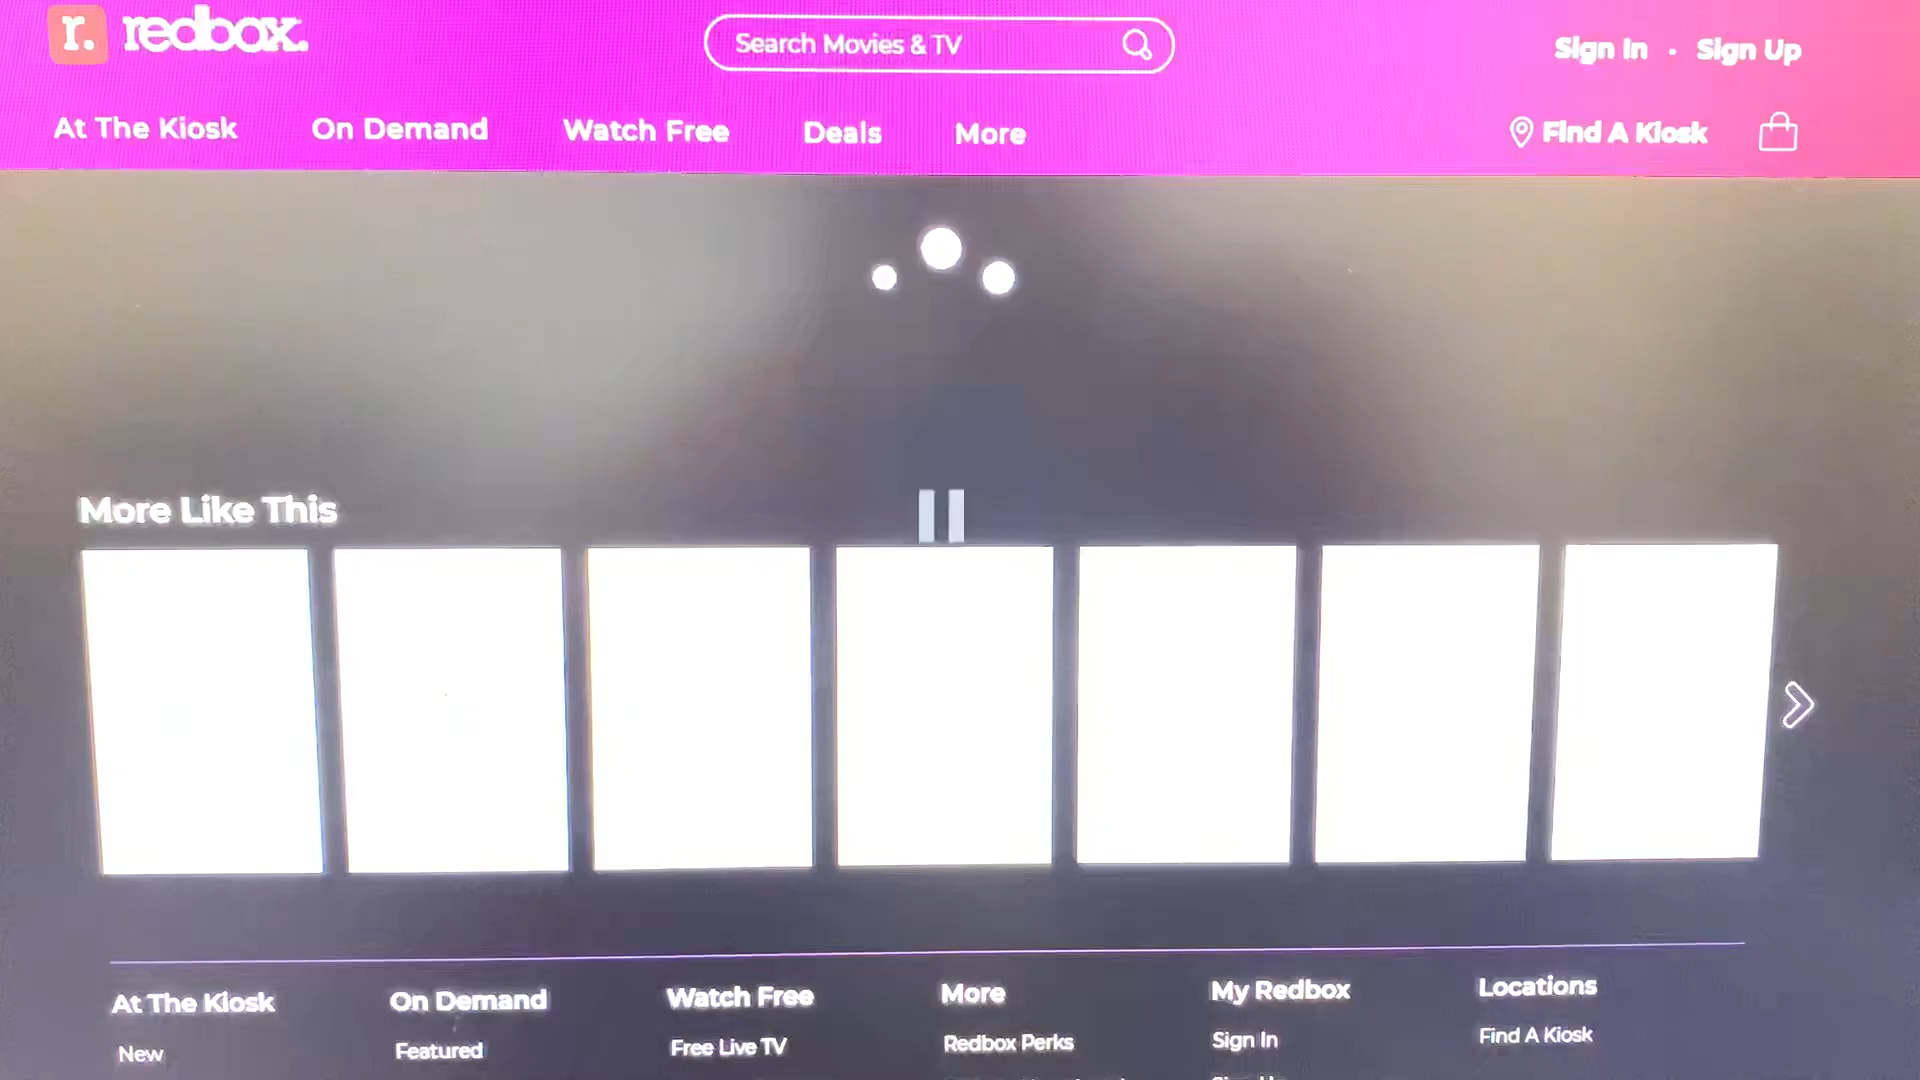 r. redbox.
Search Movies & TV
Sign In · Sign Up
At The Kiosk
On Demand
Watch Free
Deals
More
Find A Kiosk
More Like This
At The Kiosk
On Demand
Watch Free
More
My Redbox
Locations
New
Featured
Free Live TV
Redbox Perks
Sign In
Find A Kiosk